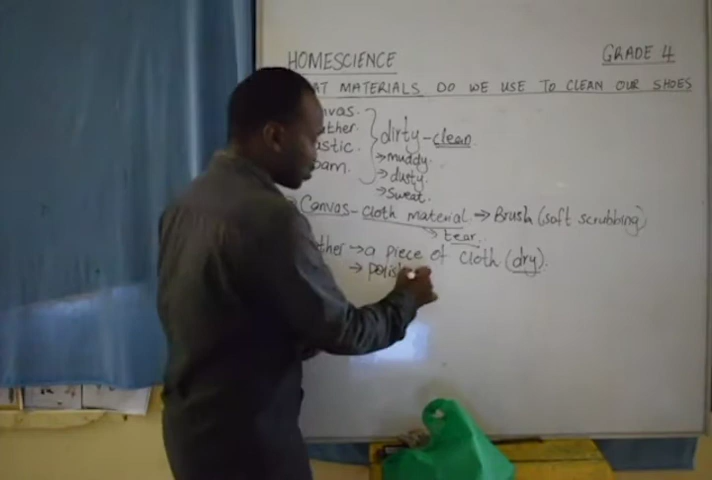 HOMESCIENCE GRADE 4
MATERIALS DO WE USE TO CLEAN OUR SHOES
dirty - clean
→ muddy.
→ dusty.
→ sweat.
Canvas - cloth material → Brush (soft scrubbing)
→ tear.
→ a piece of cloth (dry).
→